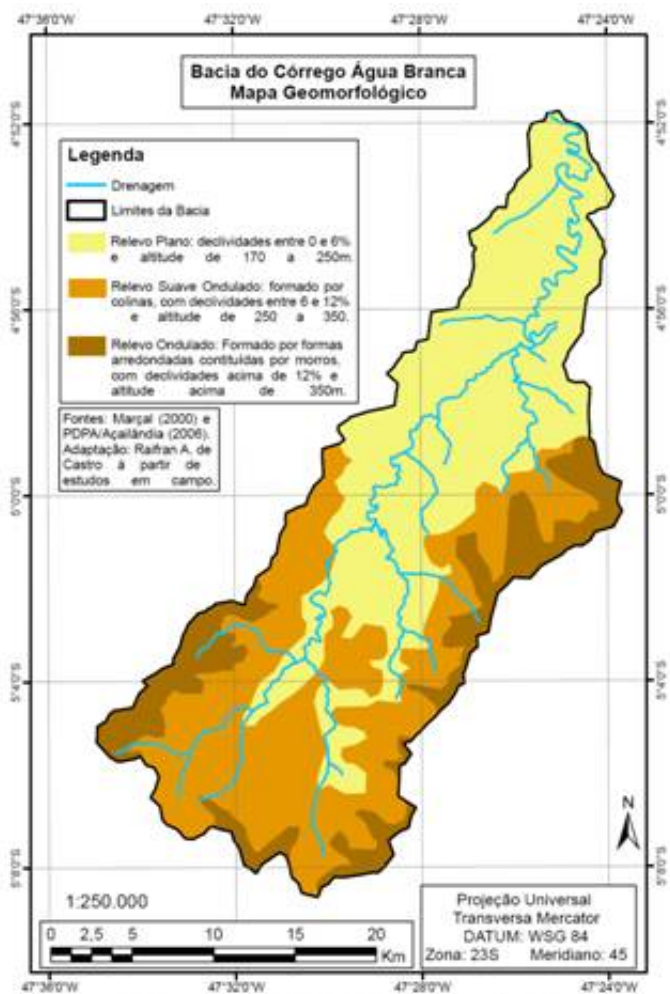 47°36'0"W 47°32'0"W 47°28'0"W 47°24'0"W
Bacia do Córrego Água Branca
Mapa Geomorfológico
4°52'0"S 4°52'0"S
Legenda
Drenagem
Limites da Bacia
Relevo Plano: declividades entre 0 e 6%
e altitude de 170 a 250m.
Relevo Suave Ondulado: formado por
colinas, com declividades entre 6 e 12%
e altitude de 250 a 350.
Relevo Ondulado: Formado por formas
arredondadas contituídas por morros,
com declividades acima de 12% e
altitude acima de 350m.
4°56'0"S 4°56'0"S
Fontes: Marçal (2000) e
PDPA/Açailândia (2006).
Adaptação: Raifran A. de
Castro à partir de
estudos em campo.
5°0'0"S 5°0'0"S
5°4'0"S 5°4'0"S
N
5°8'0"S 5°8'0"S
1:250.000
0 2,5 5 10 15 20
Km
Projeção Universal
Transversa Mercator
DATUM: WSG 84
Zona: 23S Meridiano: 45
47°36'0"W 47°32'0"W 47°28'0"W 47°24'0"W